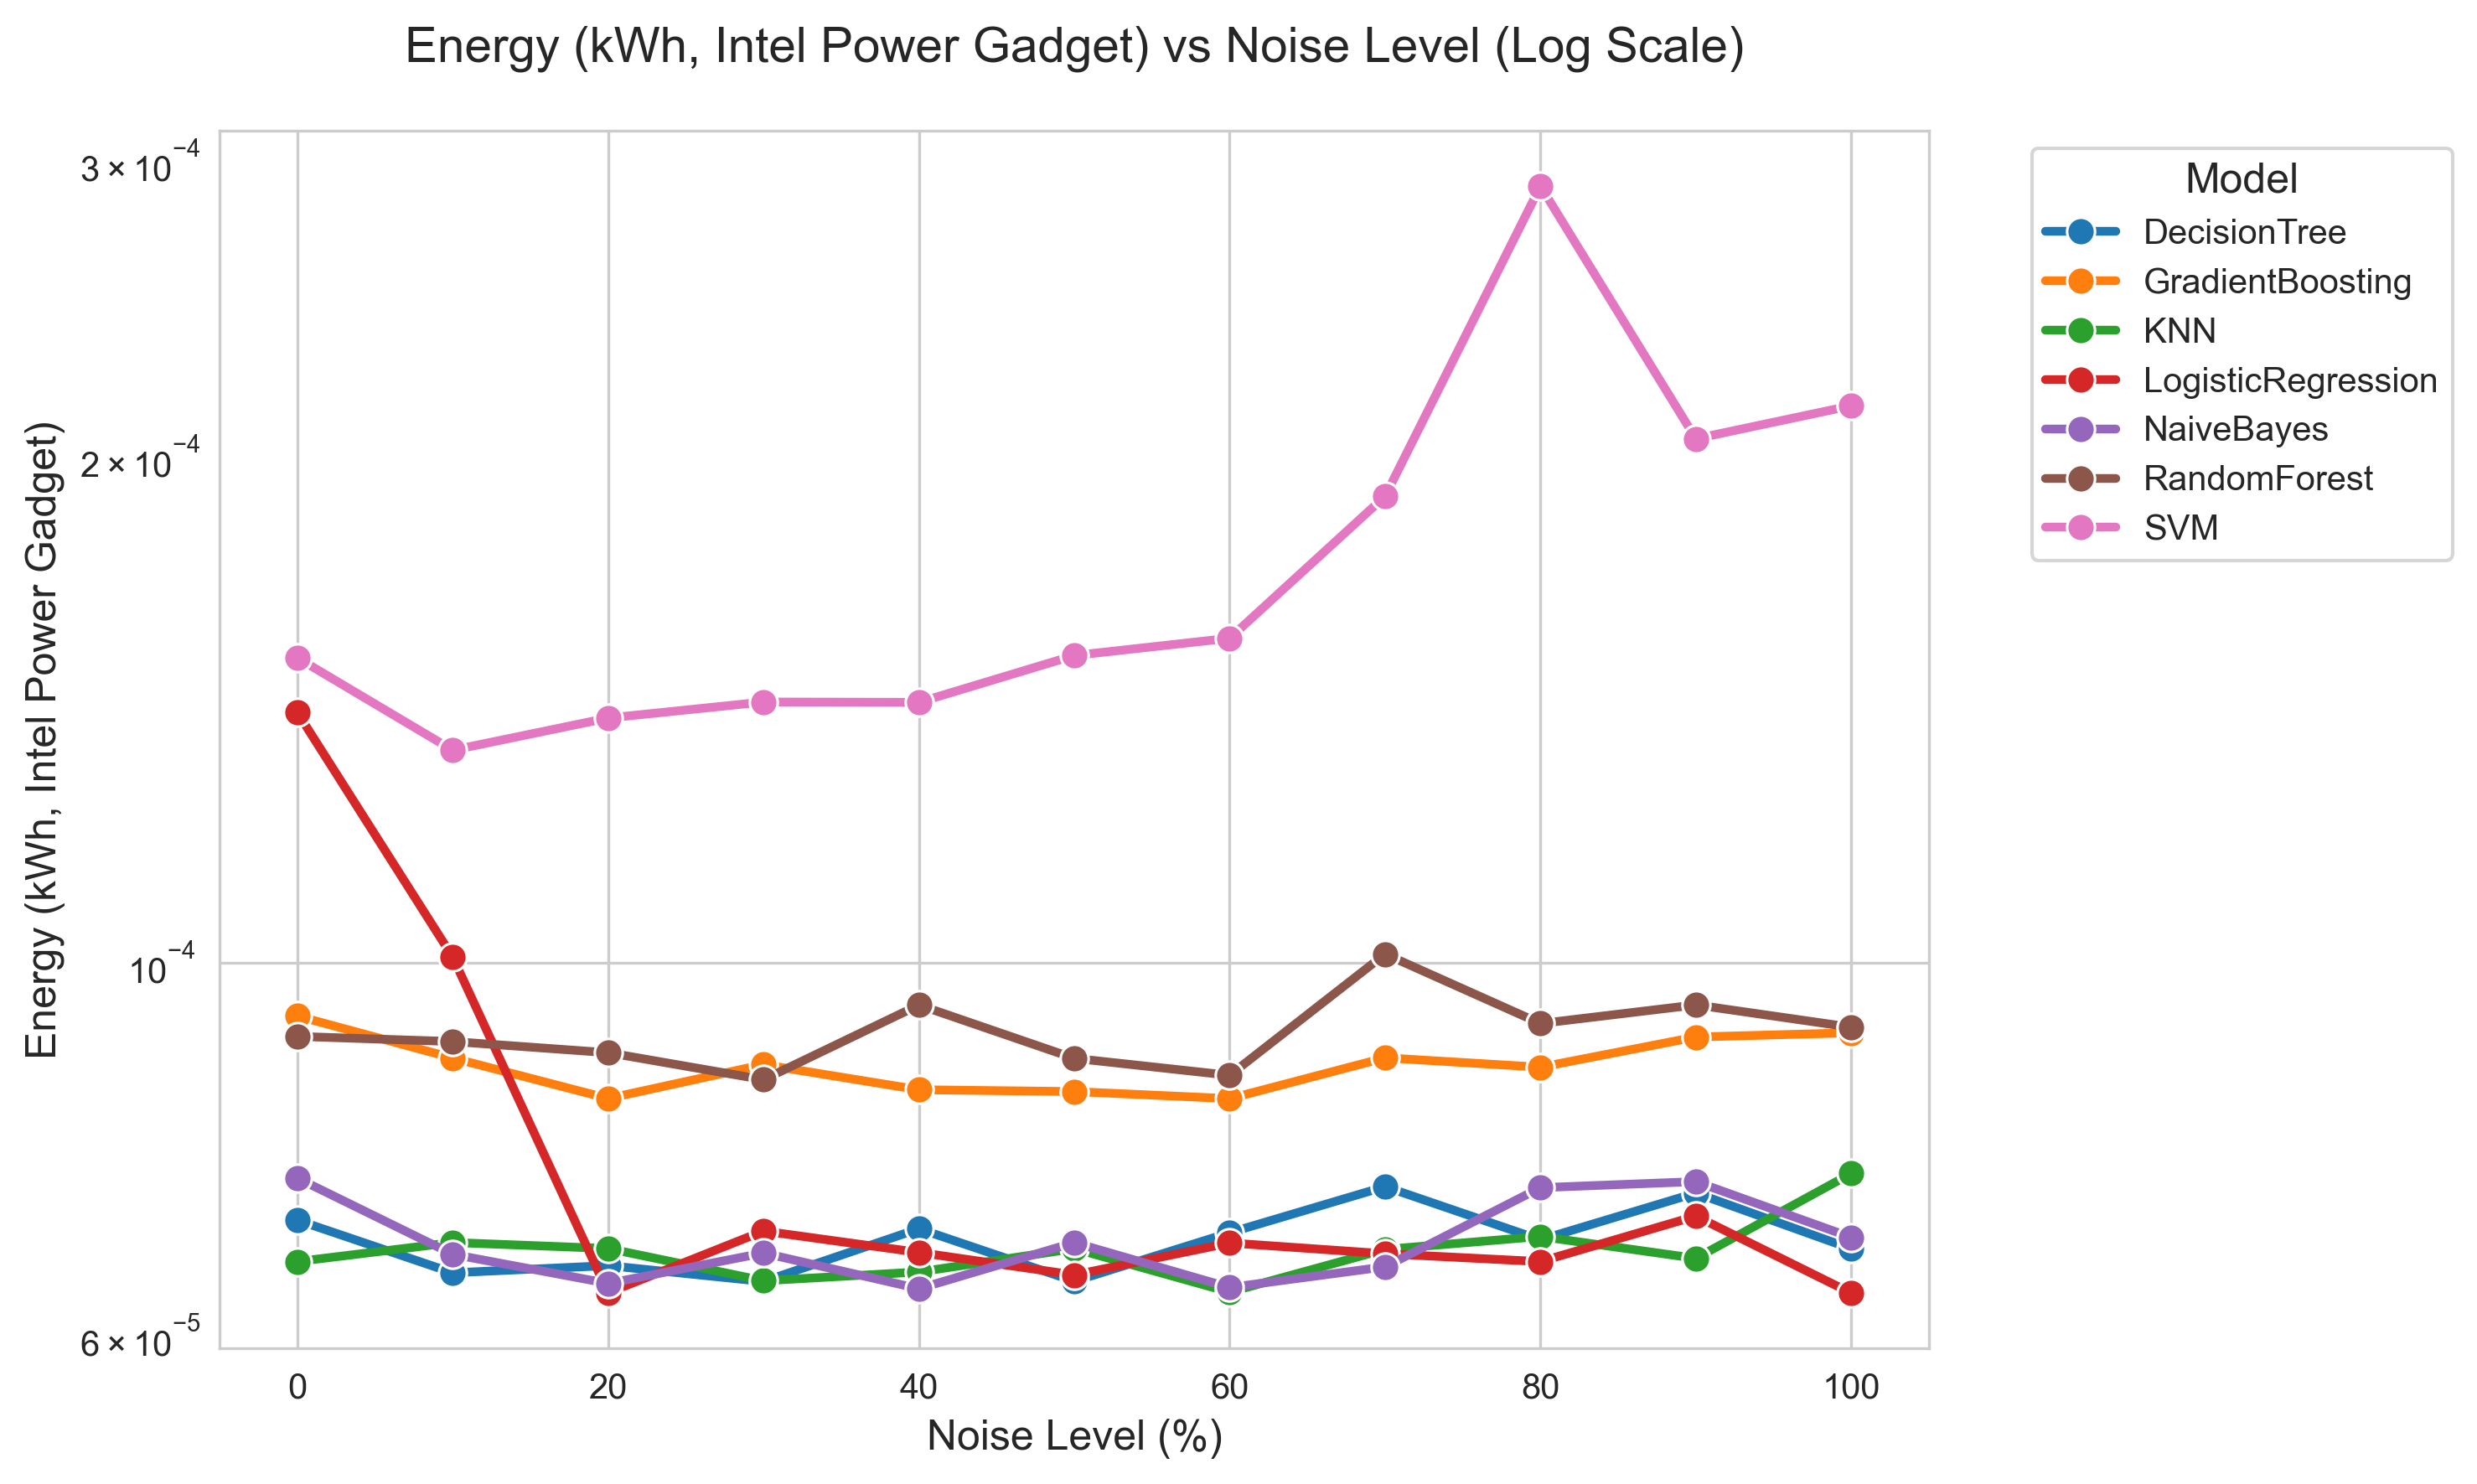 Energy (kWh, Intel Power Gadget) vs Noise Level (Log Scale)
Energy (kWh, Intel Power Gadget)
3 × 10⁻⁴
2 × 10⁻⁴
10⁻⁴
6 × 10⁻⁵
0 20 40 60 80 100
Noise Level (%)
Model
DecisionTree
GradientBoosting
KNN
LogisticRegression
NaiveBayes
RandomForest
SVM